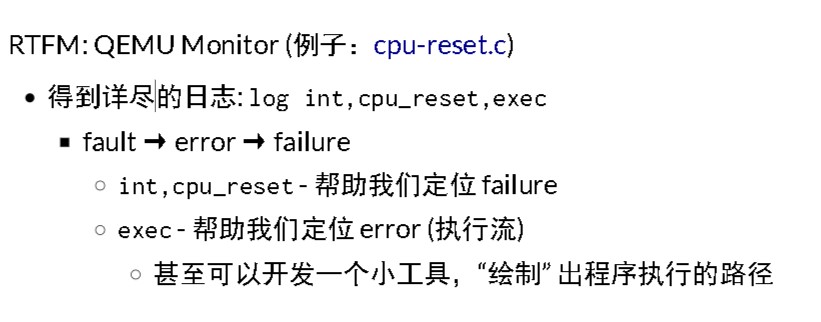 RTFM: QEMU Monitor (例子：cpu-reset.c)
• 得到详尽的日志: log int,cpu_reset,exec
▪ fault → error → failure
○ int,cpu_reset - 帮助我们定位 failure
○ exec - 帮助我们定位 error (执行流)
○ 甚至可以开发一个小工具，“绘制” 出程序执行的路径